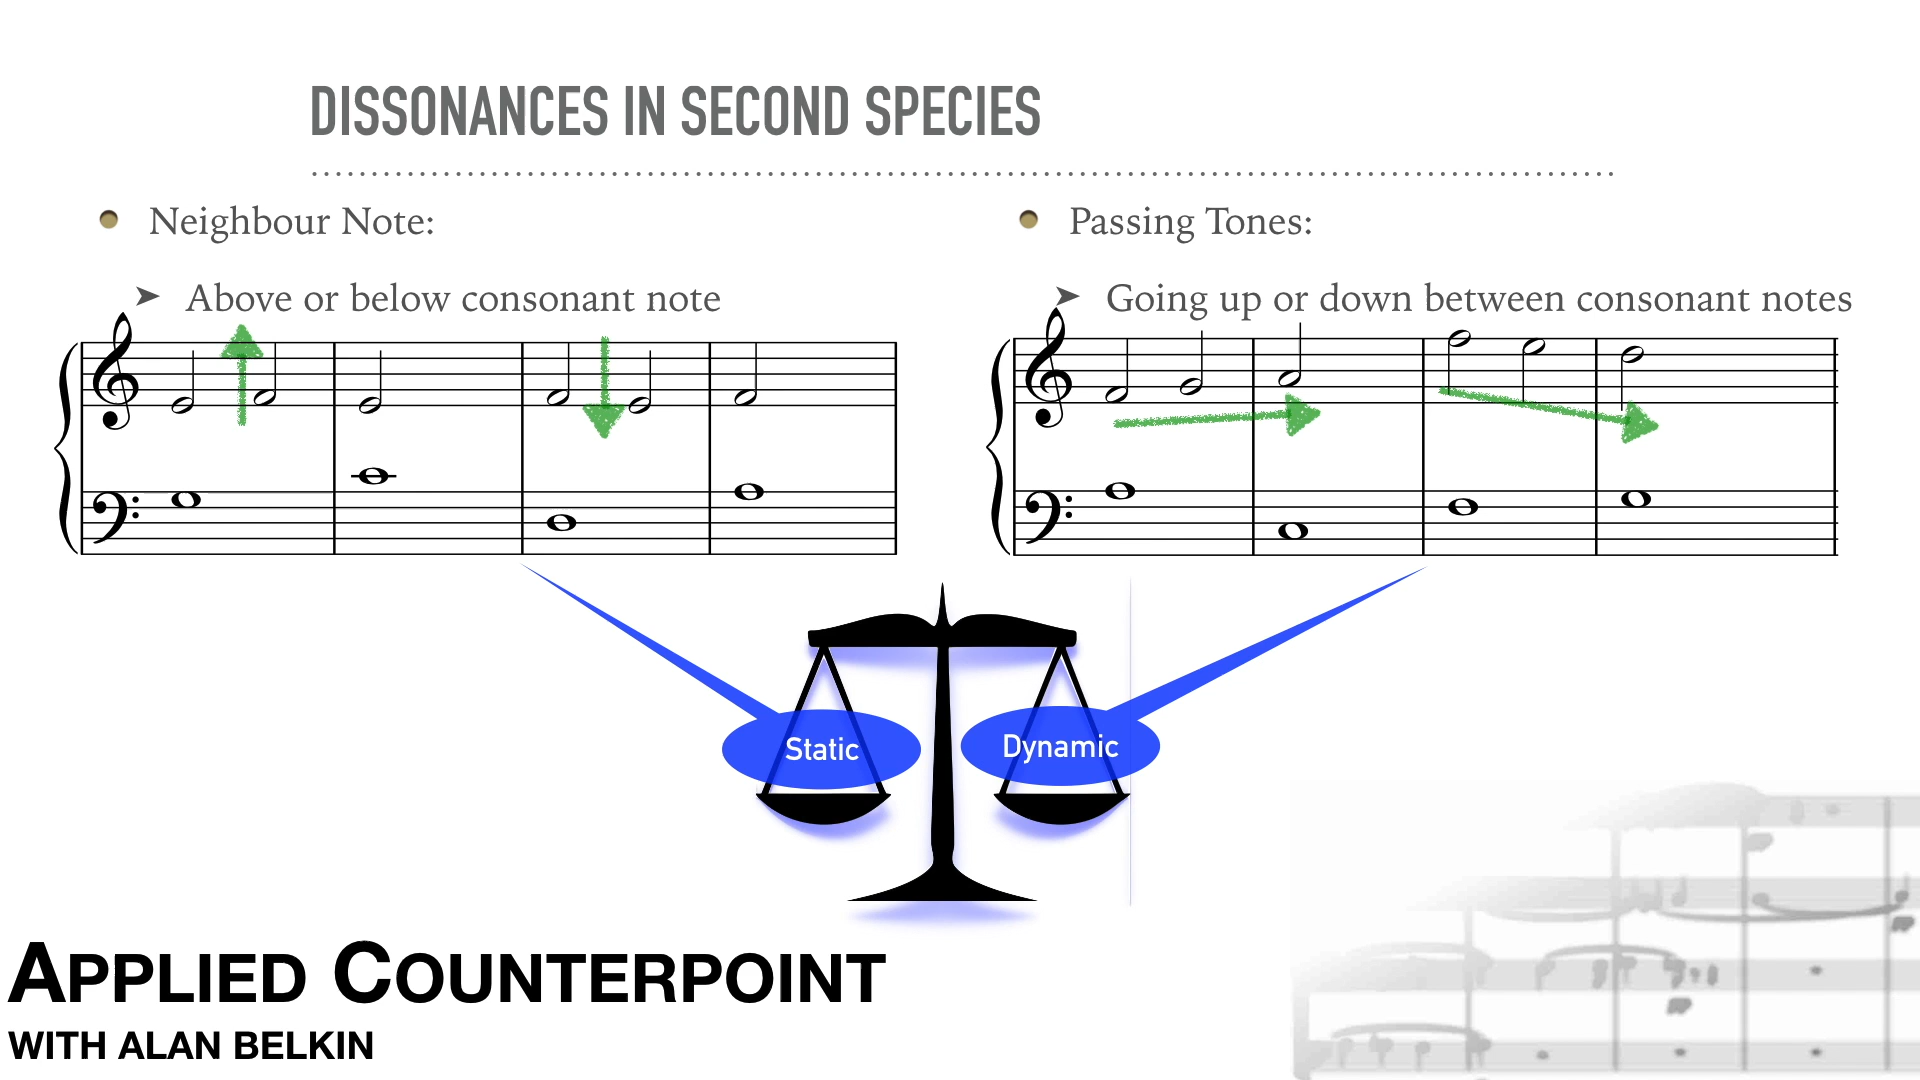 DISSONANCES IN SECOND SPECIES
Neighbour Note:
Above or below consonant note
Passing Tones:
Going up or down between consonant notes
Static
Dynamic
APPLIED COUNTERPOINT
WITH ALAN BELKIN